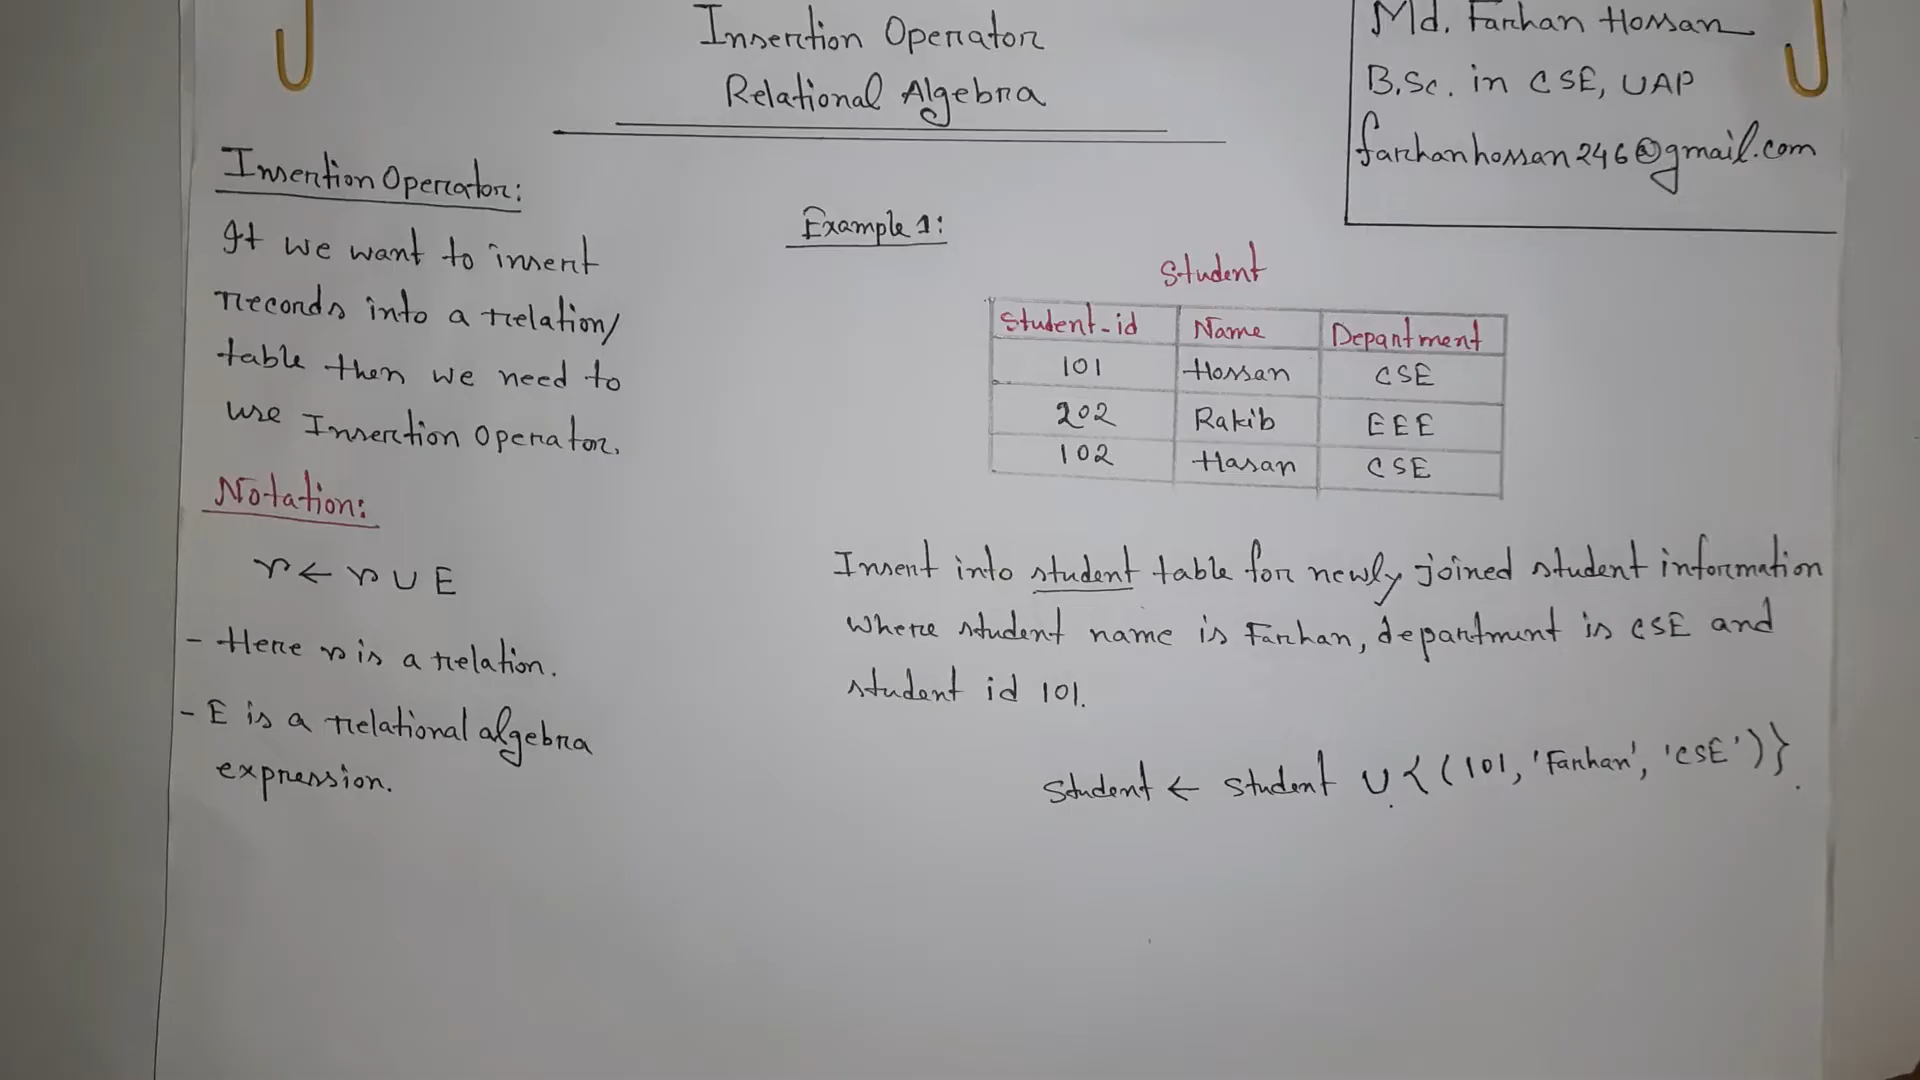 Insertion Operator
Relational Algebra
Md. Farhan Hossan
B.Sc. in CSE, UAP
farhanhossan246@gmail.com
Insertion Operator:
If we want to insert
records into a relation/
table then we need to
use Insertion Operator.
Notation:
r ← r ∪ E
- Here r is a relation.
- E is a relational algebra
expression.
Example 1:
Student
Student-id Name Department
101 Hossan CSE
202 Rakib EEE
102 Hasan CSE
Insert into student table for newly joined student information
where student name is Farhan, department is CSE and
student id 101.
Student ← Student ∪ {(101, 'Farhan', 'CSE')}.